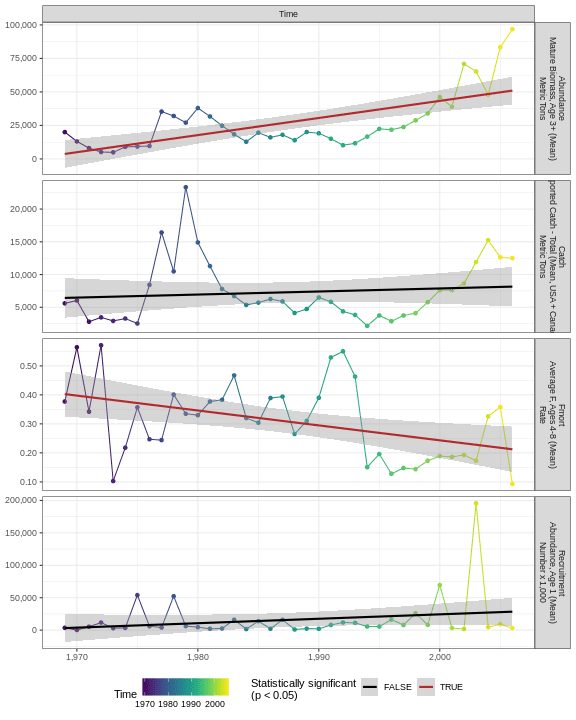 Time
100,000
75,000
50,000
25,000
0
Abundance
Mature Biomass, Age 3+ (Mean)
Metric Tons
20,000
15,000
10,000
5,000
Catch
Catch - Total (Mean, USA +
Metric Tons
0.50
0.40
0.30
0.20
0.10
Fmort
Average F, Ages 4-8 (Mean)
Rate
200,000
150,000
100,000
50,000
0
Recruitment
Abundance, Age 1 (Mean)
Number x 1,000
1,970 1,980 1,990 2,000
Time
1970 1980 1990 2000
Statistically significant
(p < 0.05)
FALSE TRUE